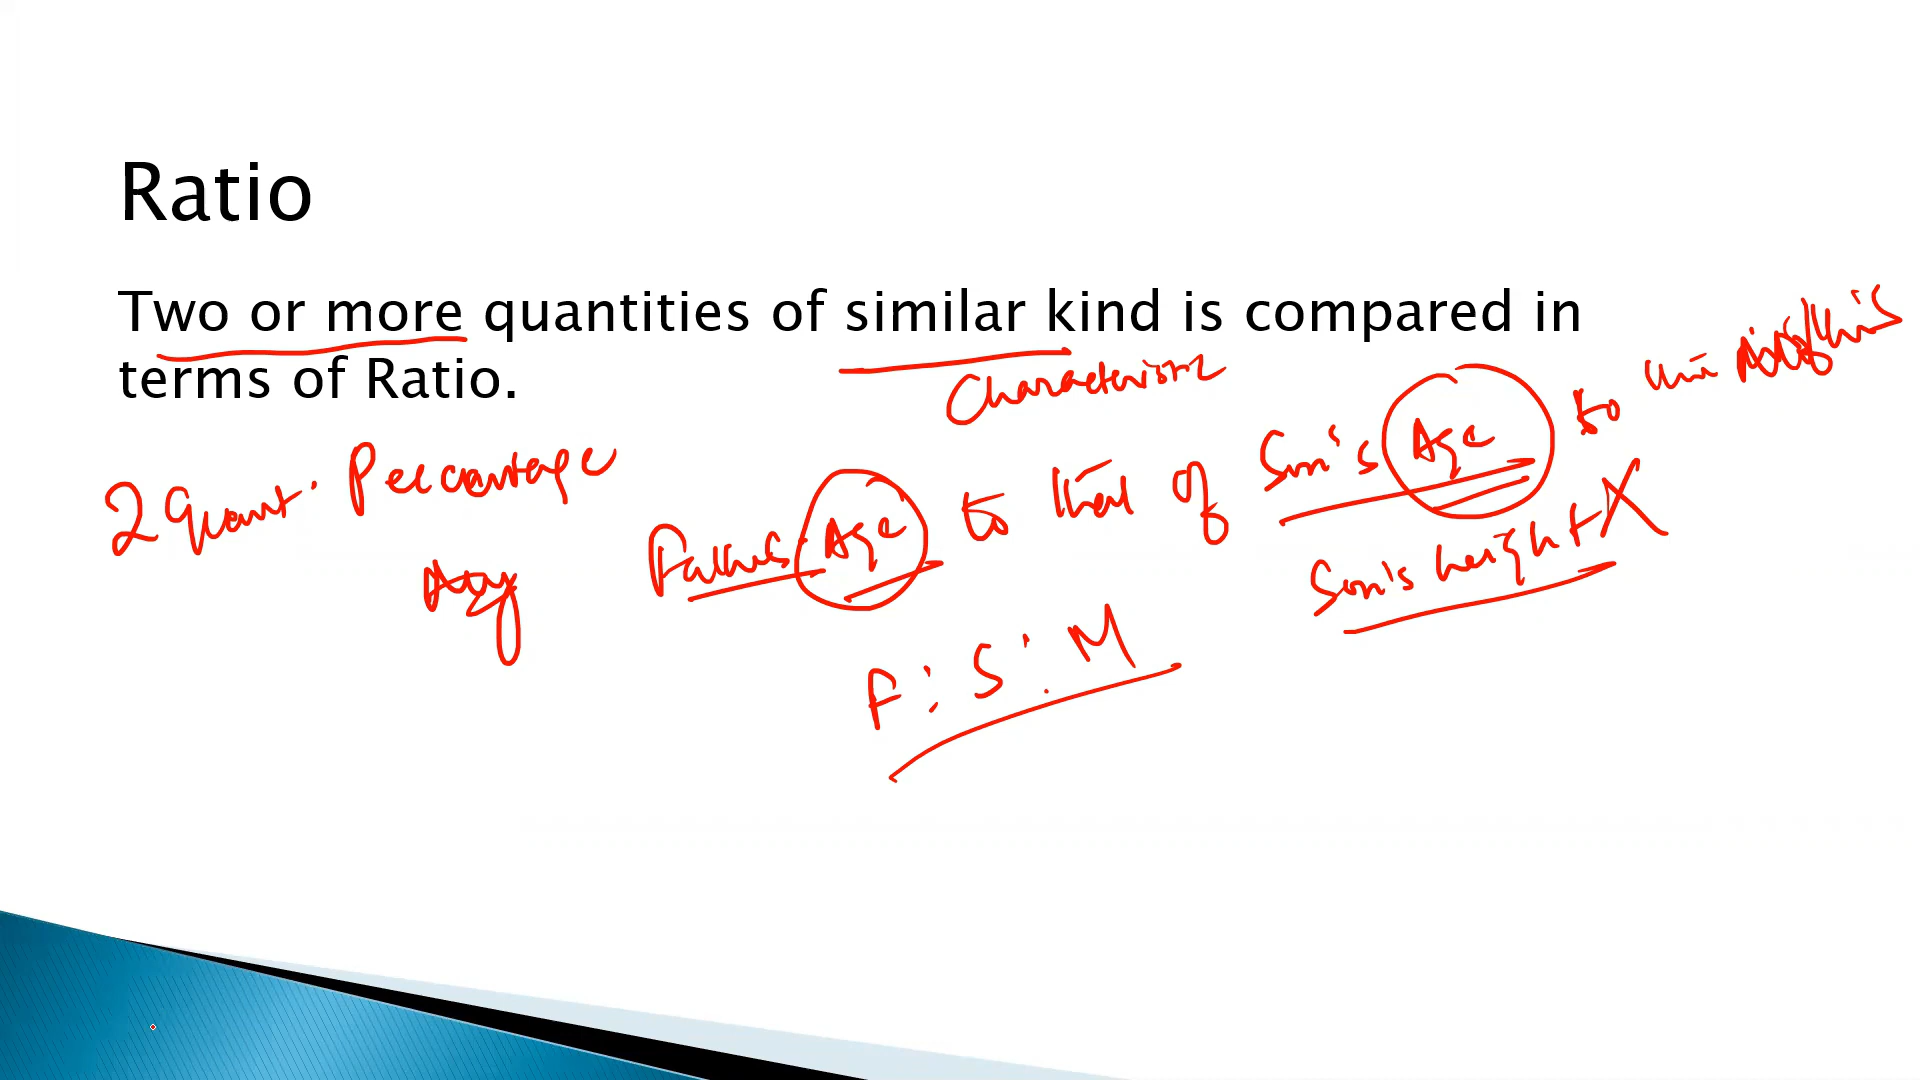 Ratio
Two or more quantities of similar kind is compared in
terms of Ratio.
Characteristic
2 Quant. Percentage
Father's Age to that of Son's Age to
Son's height X
F : S : M